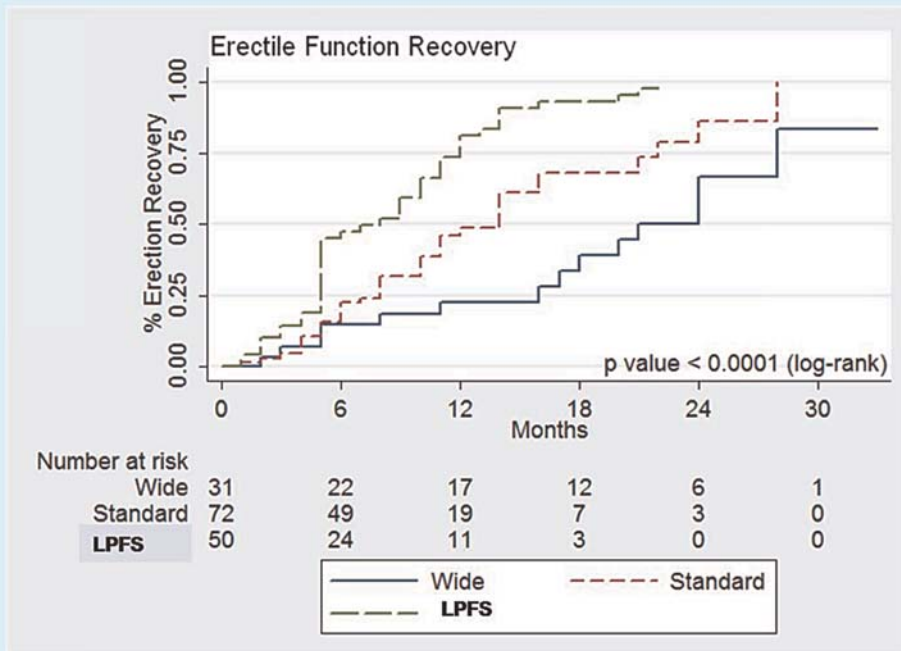 Erectile Function Recovery
% Erection Recovery
1.00
0.75
0.50
0.25
0.00
p value < 0.0001 (log-rank)
0 6 12 18 24 30
Months
Number at risk
Wide 31 22 17 12 6 1
Standard 72 49 19 7 3 0
LPFS 50 24 11 3 0 0
Wide Standard
LPFS